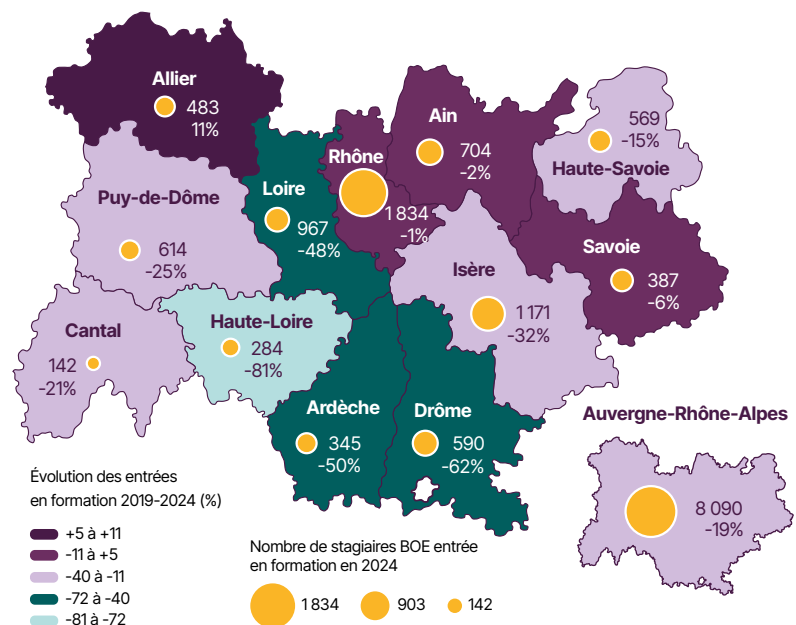 Allier
483
11%
Ain
704
-2%
569
-15%
Haute-Savoie
Rhône
1 834
-1%
Puy-de-Dôme
614
-25%
Loire
967
-48%
Savoie
387
-6%
Isère
1 171
-32%
Cantal
142
-21%
Haute-Loire
284
-81%
Ardèche
345
-50%
Drôme
590
-62%
Auvergne-Rhône-Alpes
8 090
-19%
Évolution des entrées
en formation 2019-2024 (%)
+5 à +11
-11 à +5
-40 à -11
-72 à -40
-81 à -72
Nombre de stagiaires BOE entrée
en formation en 2024
1 834
903
142